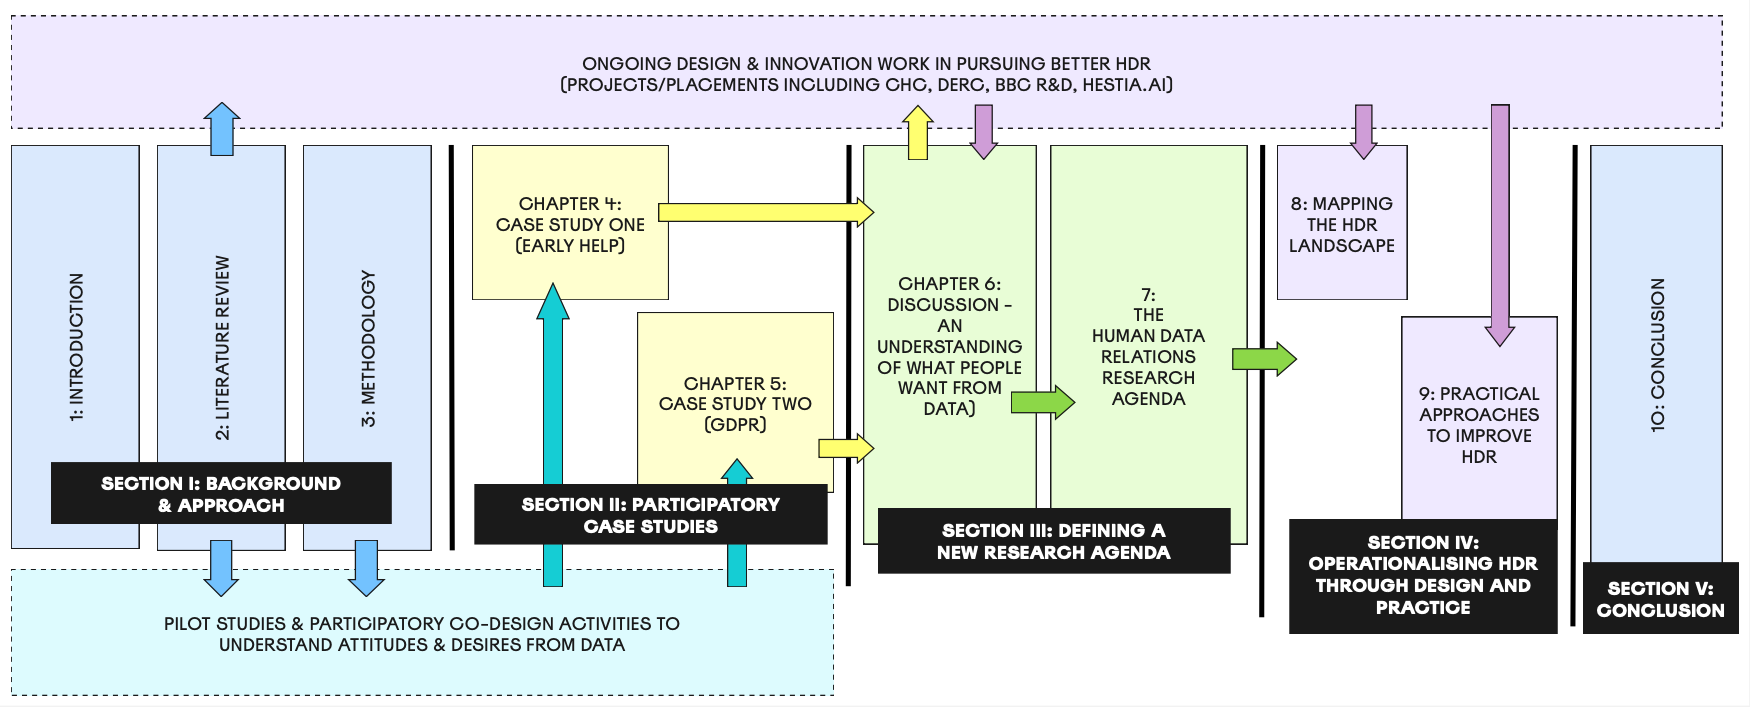 ONGOING DESIGN & INNOVATION WORK IN PURSUING BETTER HDR
(PROJECTS/PLACEMENTS INCLUDING CHC, DERC, BBC R&D, HESTIA.AI)
1: INTRODUCTION
2: LITERATURE REVIEW
3: METHODOLOGY
SECTION I: BACKGROUND
& APPROACH
CHAPTER 4:
CASE STUDY ONE
(EARLY HELP)
CHAPTER 5:
CASE STUDY TWO
(GDPR)
SECTION II: PARTICIPATORY
CASE STUDIES
CHAPTER 6:
DISCUSSION -
AN
UNDERSTANDING
OF WHAT PEOPLE
WANT FROM
DATA)
7:
THE
HUMAN DATA
RELATIONS
RESEARCH
AGENDA
SECTION III: DEFINING A
NEW RESEARCH AGENDA
8: MAPPING
THE HDR
LANDSCAPE
9: PRACTICAL
APPROACHES
TO IMPROVE
HDR
SECTION IV:
OPERATIONALISING HDR
THROUGH DESIGN AND
PRACTICE
10: CONCLUSION
SECTION V:
CONCLUSION
PILOT STUDIES & PARTICIPATORY CO-DESIGN ACTIVITIES TO
UNDERSTAND ATTITUDES & DESIRES FROM DATA